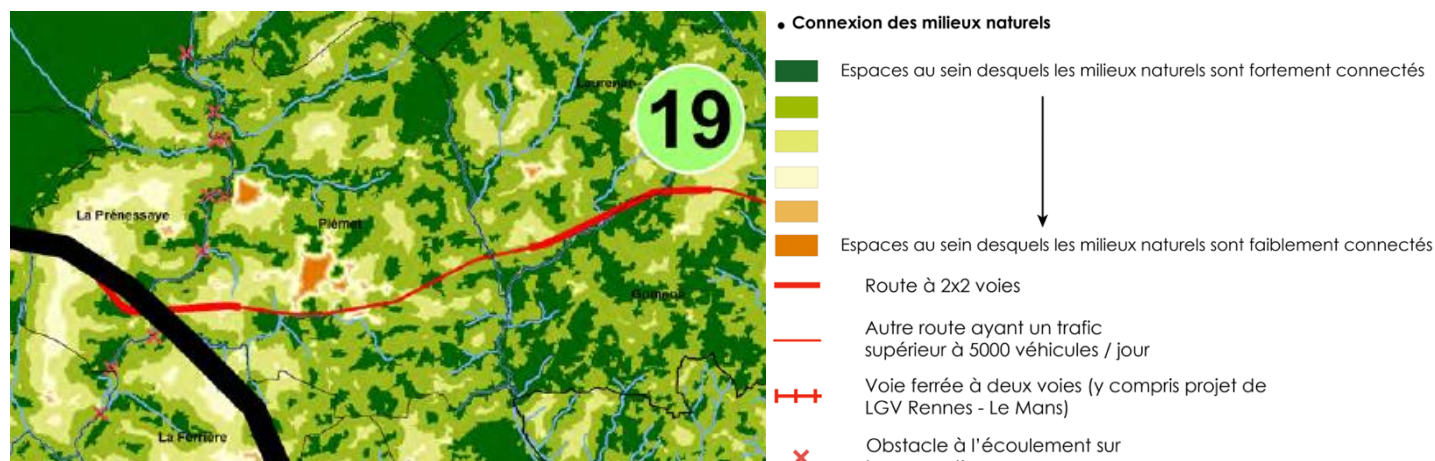 • Connexion des milieux naturels
Espaces au sein desquels les milieux naturels sont fortement connectés
19
La Prénessaye
Plémet
Espaces au sein desquels les milieux naturels sont faiblement connectés
Route à 2x2 voies
Autre route ayant un trafic
supérieur à 5000 véhicules / jour
Voie ferrée à deux voies (y compris projet de
LGV Rennes - Le Mans)
La Ferrière
Obstacle à l'écoulement sur